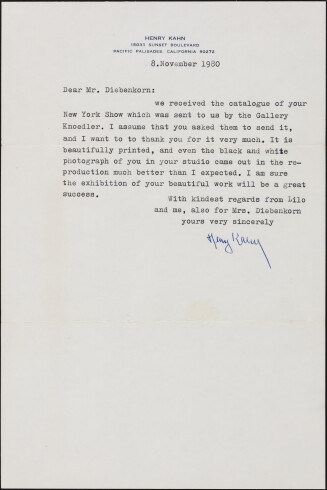 HENRY KAHN
15033 SUNSET BOULEVARD
PACIFIC PALISADES, CALIFORNIA 90272
8.November 1980
Dear Mr. Diebenkorn:
we received the catalogue of your
New York Show which was sent to us by the Gallery
Knoedler. I assume that you asked them to send it,
and I want to to thank you for it very much. It is
beautifully printed, and even the black and white
photograph of you in your studio came out in the re-
production much better than I expected. I am sure
the exhibition of your beautiful work will be a great
success.
With kindest regards from Lilo
and me, also for Mrs. Diebenkorn
yours very sincerely
Henry Kahn